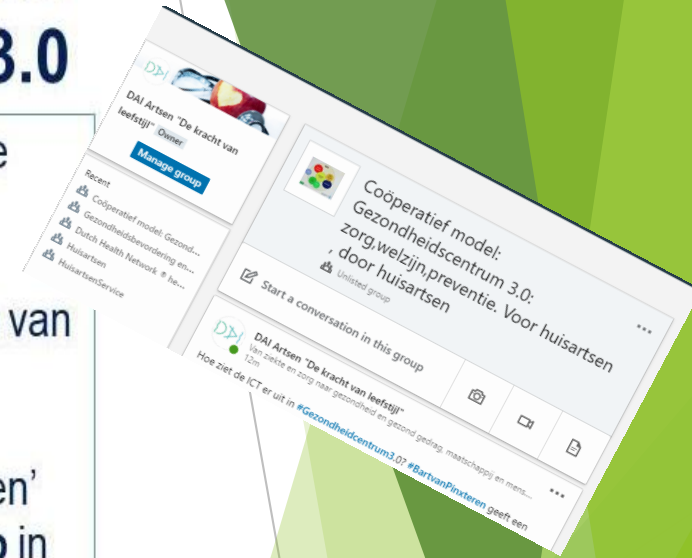 3.0
e
van
en’
o in
DAI
DAI Artsen "De kracht van
leefstijl" Owner
Manage group
Recent
Coöperatief model: Gezond...
Gezondheidsbevordering en...
Dutch Health Network ® he...
Huisartsen
HuisartsenService
Coöperatief model:
Gezondheidscentrum 3.0:
zorg,welzijn,preventie. Voor huisartsen
, door huisartsen
Unlisted group
Start a conversation in this group
DAI
DAI Artsen "De kracht van leefstijl"
Van ziekte en zorg naar gezondheid en gezond gedrag, maatschappij en mens...
12m
Hoe ziet de ICT er uit in #Gezondheidcentrum3.0? #BartvanPinxteren geeft een